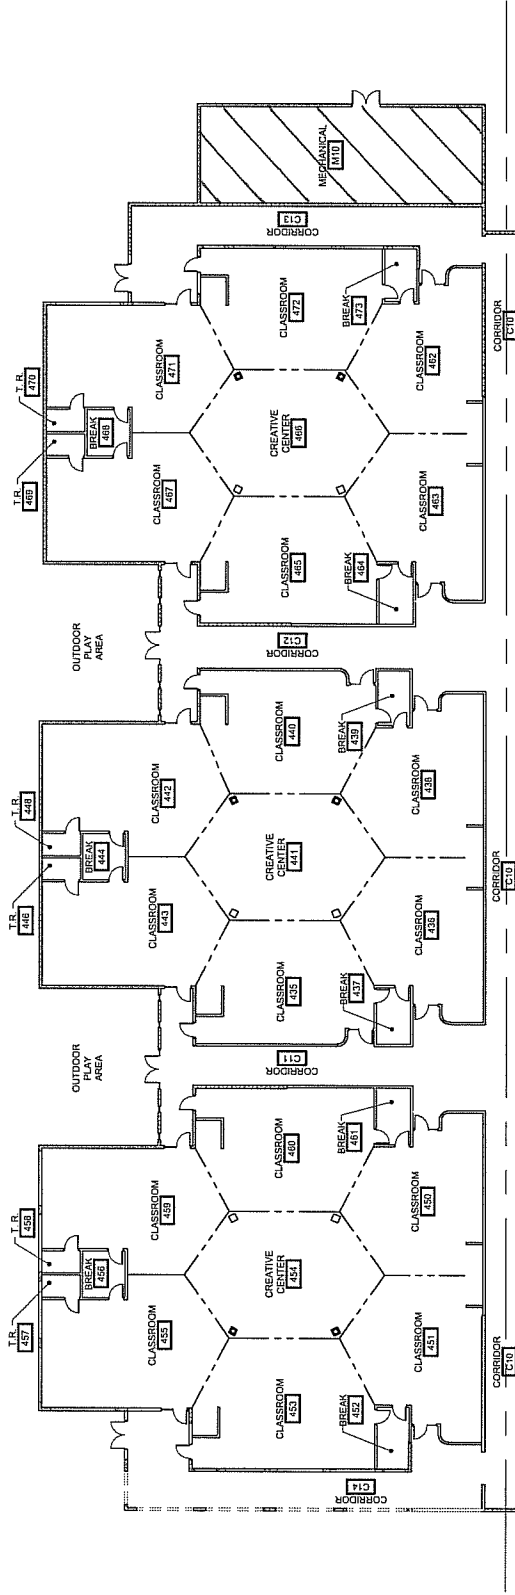 MECHANICAL
M10
CORRIDOR
C13
T. R.
470
T.R.
469
BREAK
468
CLASSROOM
471
CLASSROOM
467
CLASSROOM
472
BREAK
473
CLASSROOM
462
CREATIVE
CENTER
466
CLASSROOM
465
BREAK
464
CLASSROOM
463
CORRIDOR
C10
OUTDOOR
PLAY
AREA
CORRIDOR
C12
T. R.
448
T.R.
446
BREAK
444
CLASSROOM
442
CLASSROOM
443
CLASSROOM
440
BREAK
439
CLASSROOM
438
CREATIVE
CENTER
441
CLASSROOM
435
BREAK
437
CLASSROOM
436
CORRIDOR
C10
OUTDOOR
PLAY
AREA
CORRIDOR
C11
T. R.
458
T.R.
457
BREAK
456
CLASSROOM
459
CLASSROOM
455
CLASSROOM
460
BREAK
461
CLASSROOM
450
CREATIVE
CENTER
454
CLASSROOM
453
BREAK
452
CLASSROOM
451
CORRIDOR
C10
CORRIDOR
C14